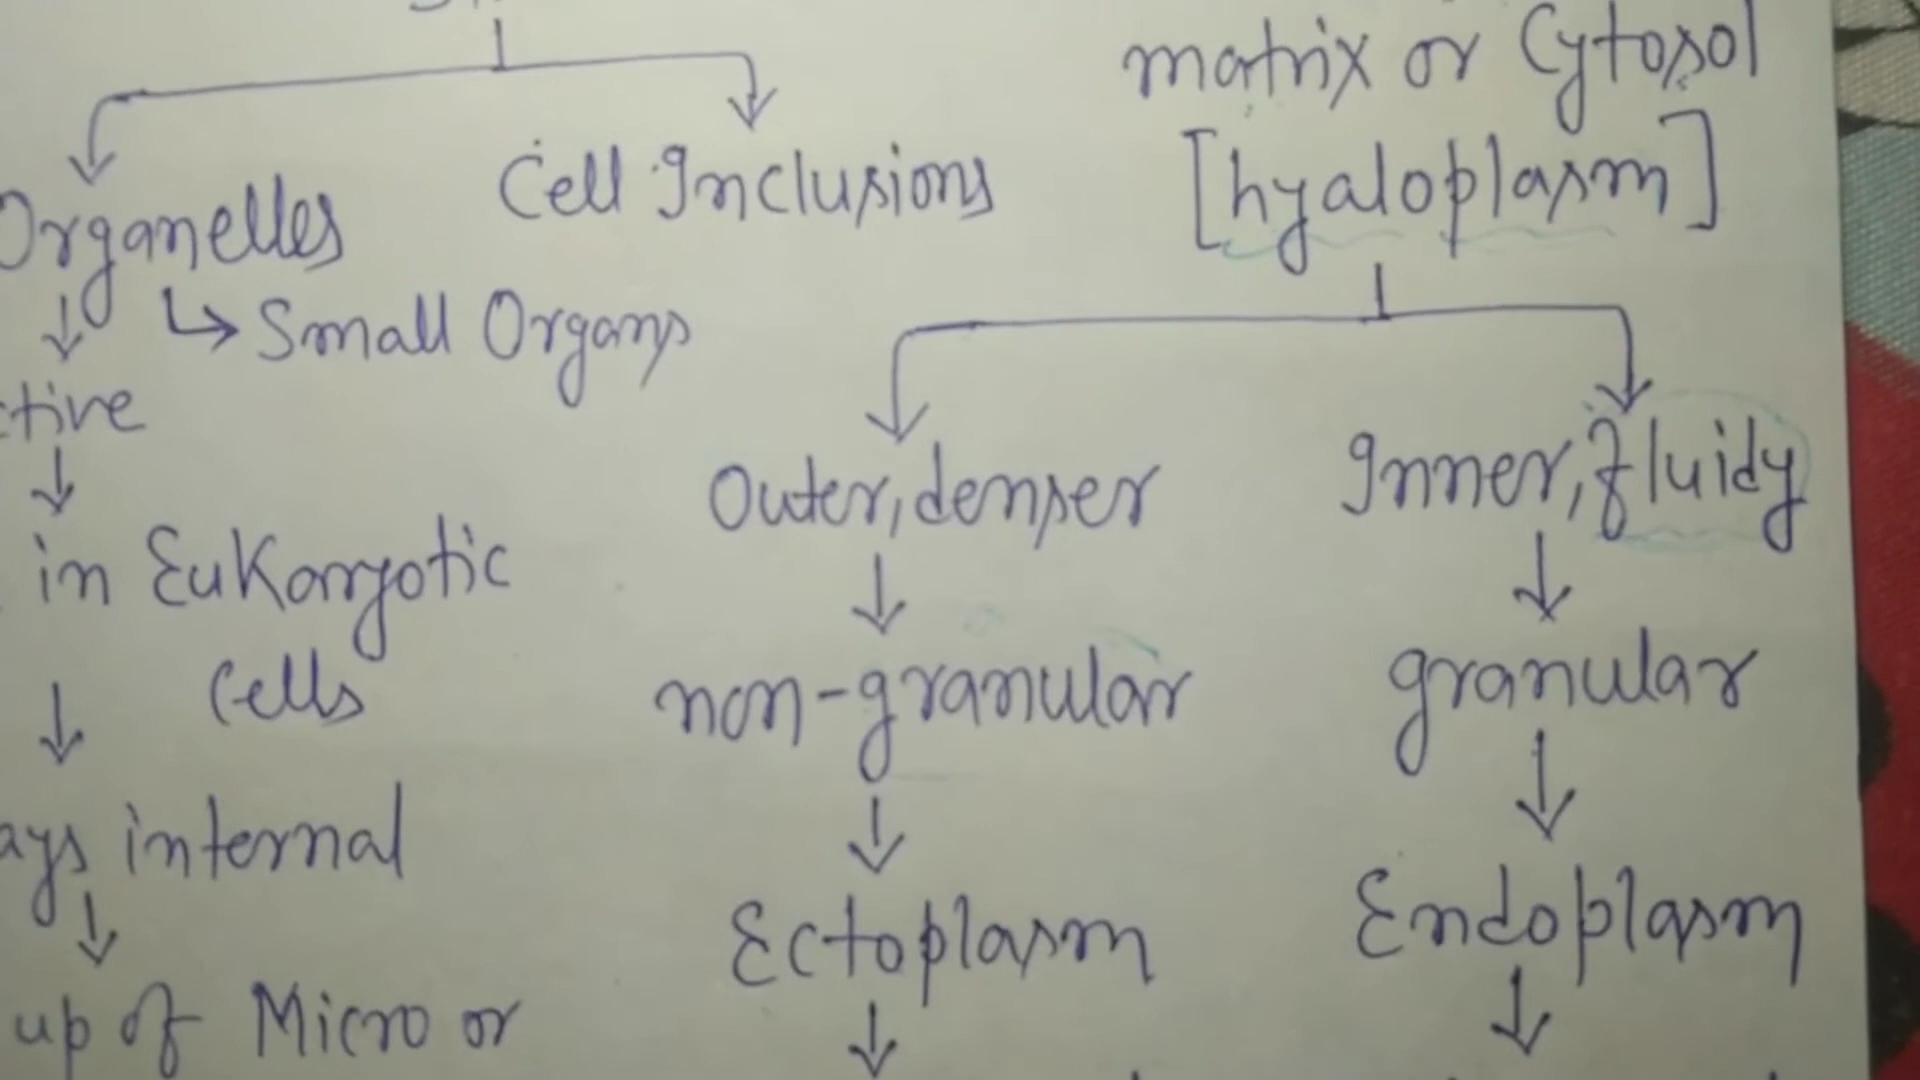 matrix or Cytosol
[hyaloplasm]
Cell Inclusions
Organelles
↳ Small Organs
in Eukaryotic
Cells
internal
up of Micro or
Outer, denser
↓
non-granular
↓
Ectoplasm
↓
Inner, fluidy
↓
granular
↓
Endoplasm
↓